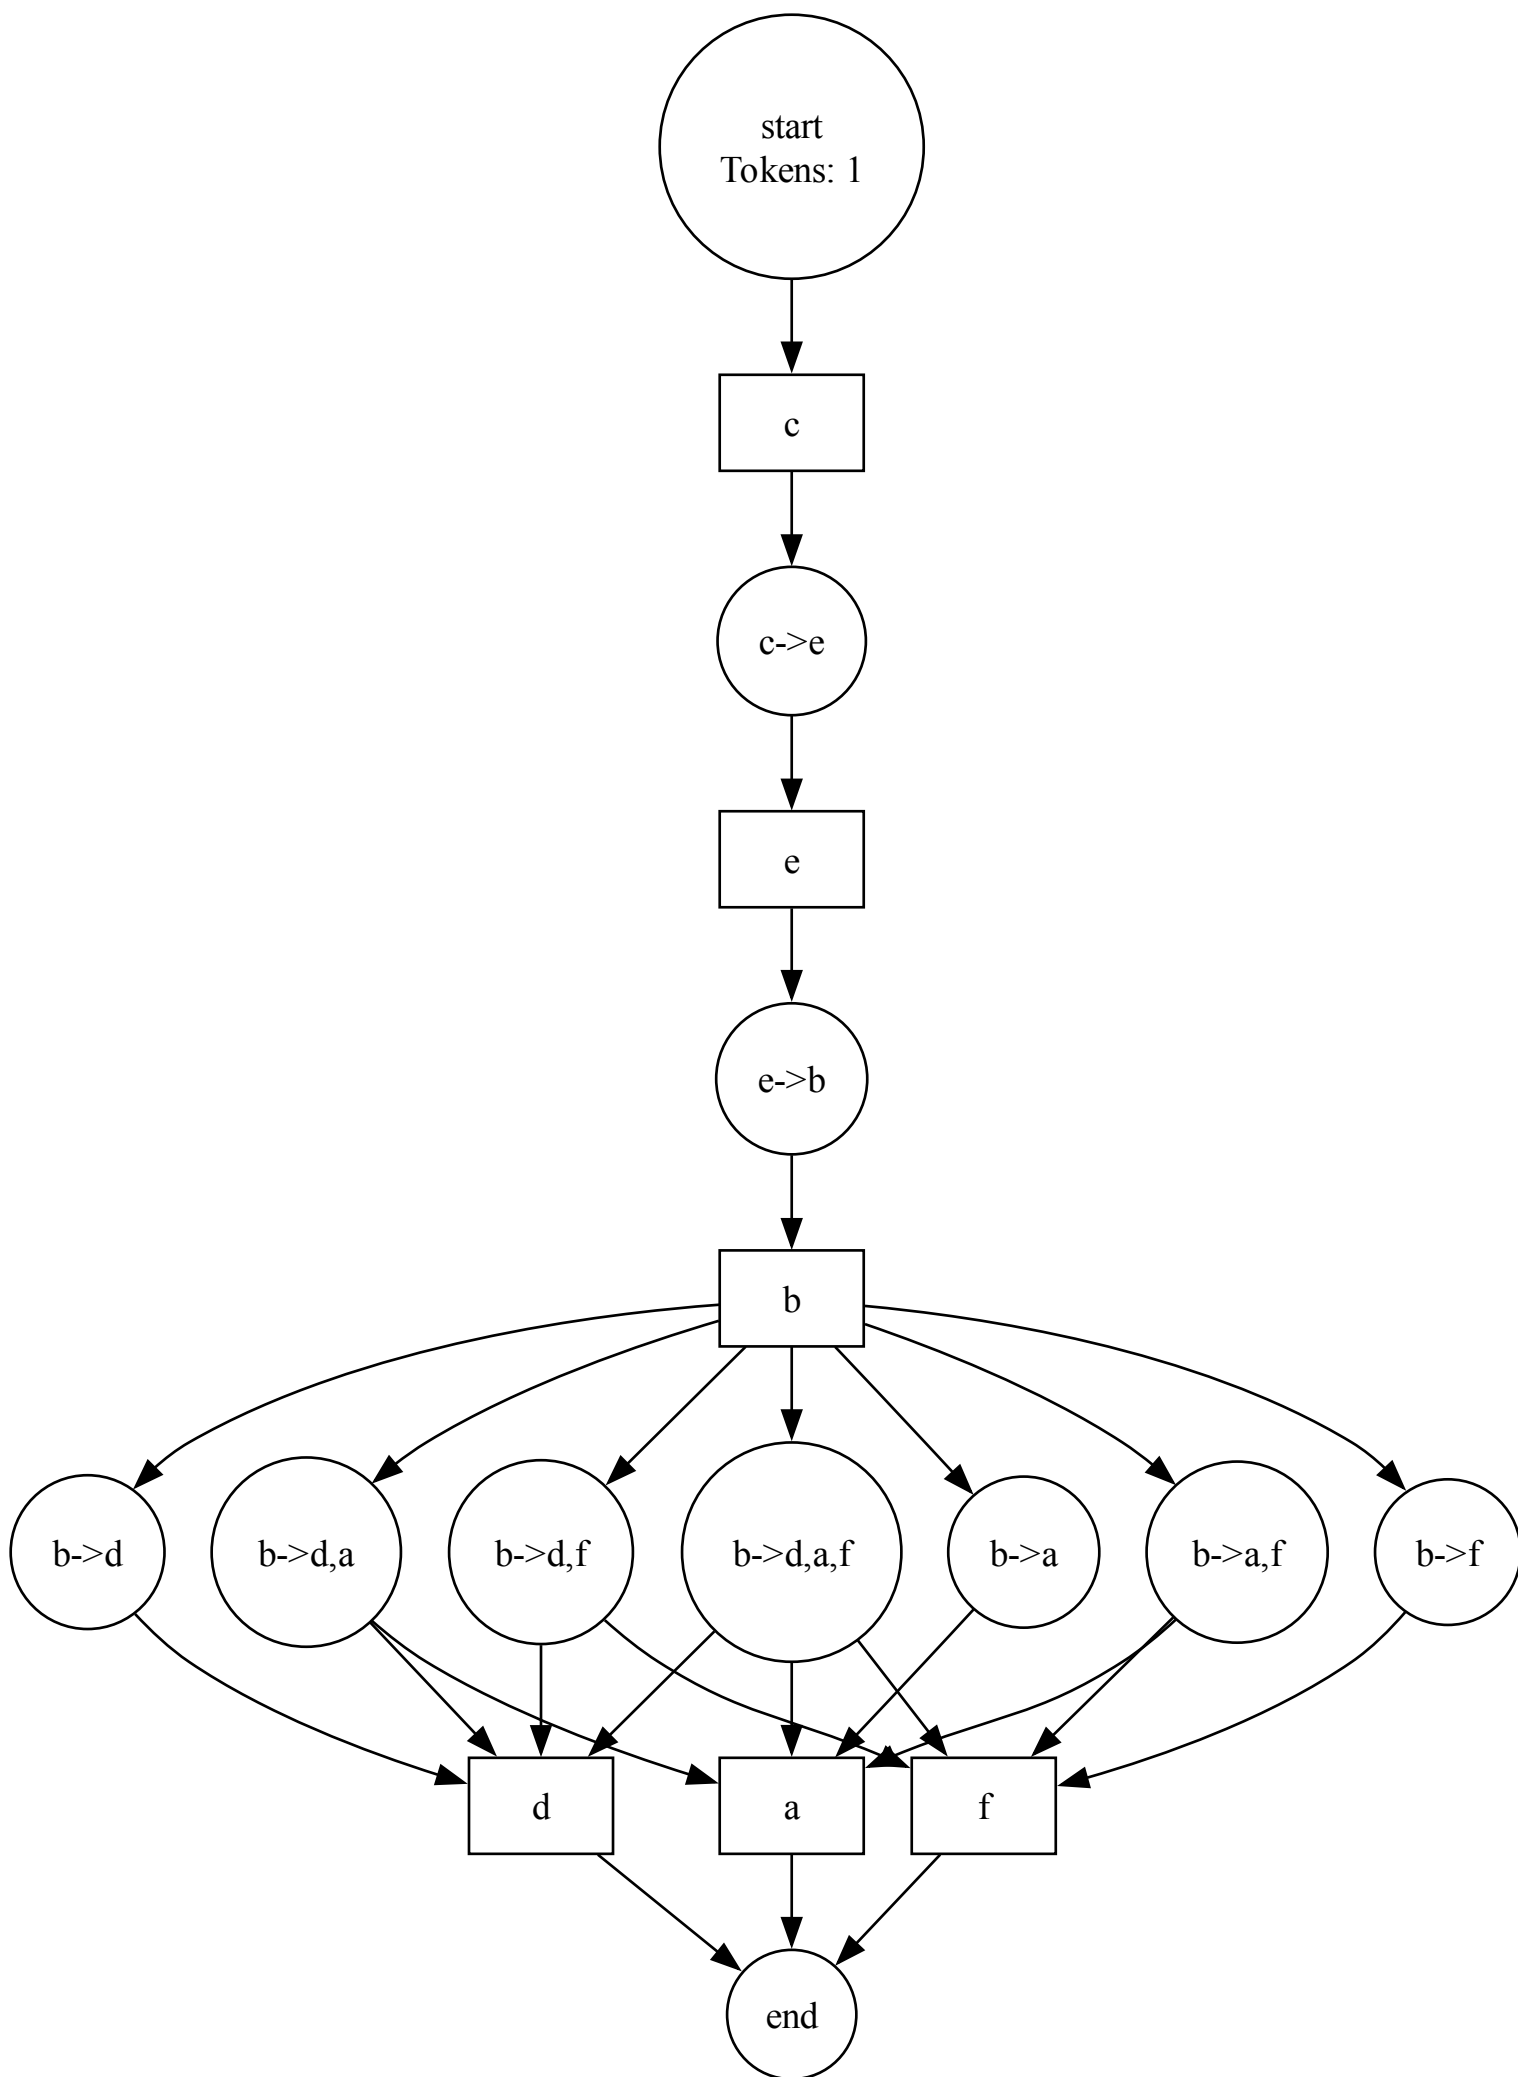 start
Tokens: 1
c
c->e
e
e->b
b
b->d
b->d,a
b->d,f
b->d,a,f
b->a
b->a,f
b->f
d
a
f
end